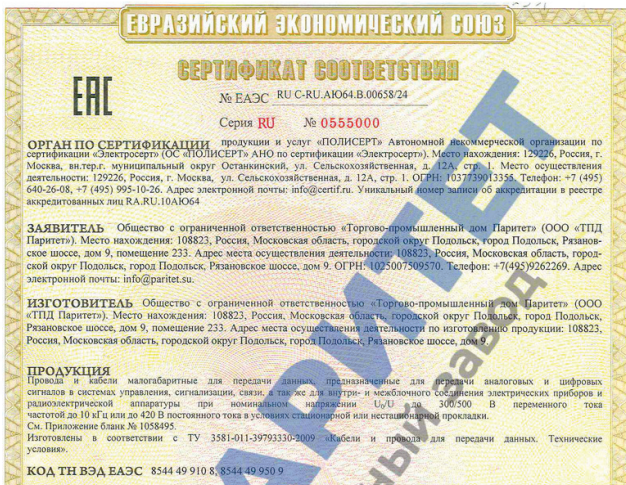 ЕВРАЗИЙСКИЙ ЭКОНОМИЧЕСКИЙ СОЮЗ
СЕРТИФИКАТ СООТВЕТСТВИЯ
ЕАС
№ ЕАЭС RU С-RU.АЮ64.В.00658/24
Серия RU № 0555000
ОРГАН ПО СЕРТИФИКАЦИИ продукции и услуг «ПОЛИСЕРТ» Автономной некоммерческой организации по
сертификации «Электросерт» (ОС «ПОЛИСЕРТ» АНО по сертификации «Электросерт»). Место нахождения: 129226, Россия, г.
Москва, вн.тер.г. муниципальный округ Останкинский, ул. Сельскохозяйственная, д. 12А, стр. 1. Место осуществления
деятельности: 129226, Россия, г. Москва, ул. Сельскохозяйственная, д. 12А, стр. 1. ОГРН: 1037739013355. Телефон: +7 (495)
640-26-08, +7 (495) 995-10-26. Адрес электронной почты: info@certif.ru. Уникальный номер записи об аккредитации в реестре
аккредитованных лиц RA.RU.10АЮ64
ЗАЯВИТЕЛЬ Общество с ограниченной ответственностью «Торгово-промышленный дом Паритет» (ООО «ТПД
Паритет»). Место нахождения: 108823, Россия, Московская область, городской округ Подольск, город Подольск, Рязанов-
ское шоссе, дом 9, помещение 233. Адрес места осуществления деятельности: 108823, Россия, Московская область, город-
ской округ Подольск, город Подольск, Рязановское шоссе, дом 9. ОГРН: 1025007509570. Телефон: +7(495)9262269. Адрес
электронной почты: info@paritet.su.
ИЗГОТОВИТЕЛЬ Общество с ограниченной ответственностью «Торгово-промышленный дом Паритет» (ООО
«ТПД Паритет»). Место нахождения: 108823, Россия, Московская область, городской округ Подольск, город Подольск,
Рязановское шоссе, дом 9, помещение 233. Адрес места осуществления деятельности по изготовлению продукции: 108823,
Россия, Московская область, городской округ Подольск, город Подольск, Рязановское шоссе, дом 9.
ПРОДУКЦИЯ
Провода и кабели малогабаритные для передачи данных, предназначенные для передачи аналоговых и цифровых
сигналов в системах управления, сигнализации, связи, а так же для внутри- и межблочного соединения электрических приборов и
радиоэлектрической аппаратуры при номинальном напряжении U₀/U до 300/500 В переменного тока
частотой до 10 кГц или до 420 В постоянного тока в условиях стационарной или нестационарной прокладки.
См. Приложение бланк № 1058495.
Изготовлены в соответствии с ТУ 3581-011-39793330-2009 «Кабели и провода для передачи данных. Технические
условия».
КОД ТН ВЭД ЕАЭС 8544 49 910 8, 8544 49 950 9
АРИТЕТ
ный завод